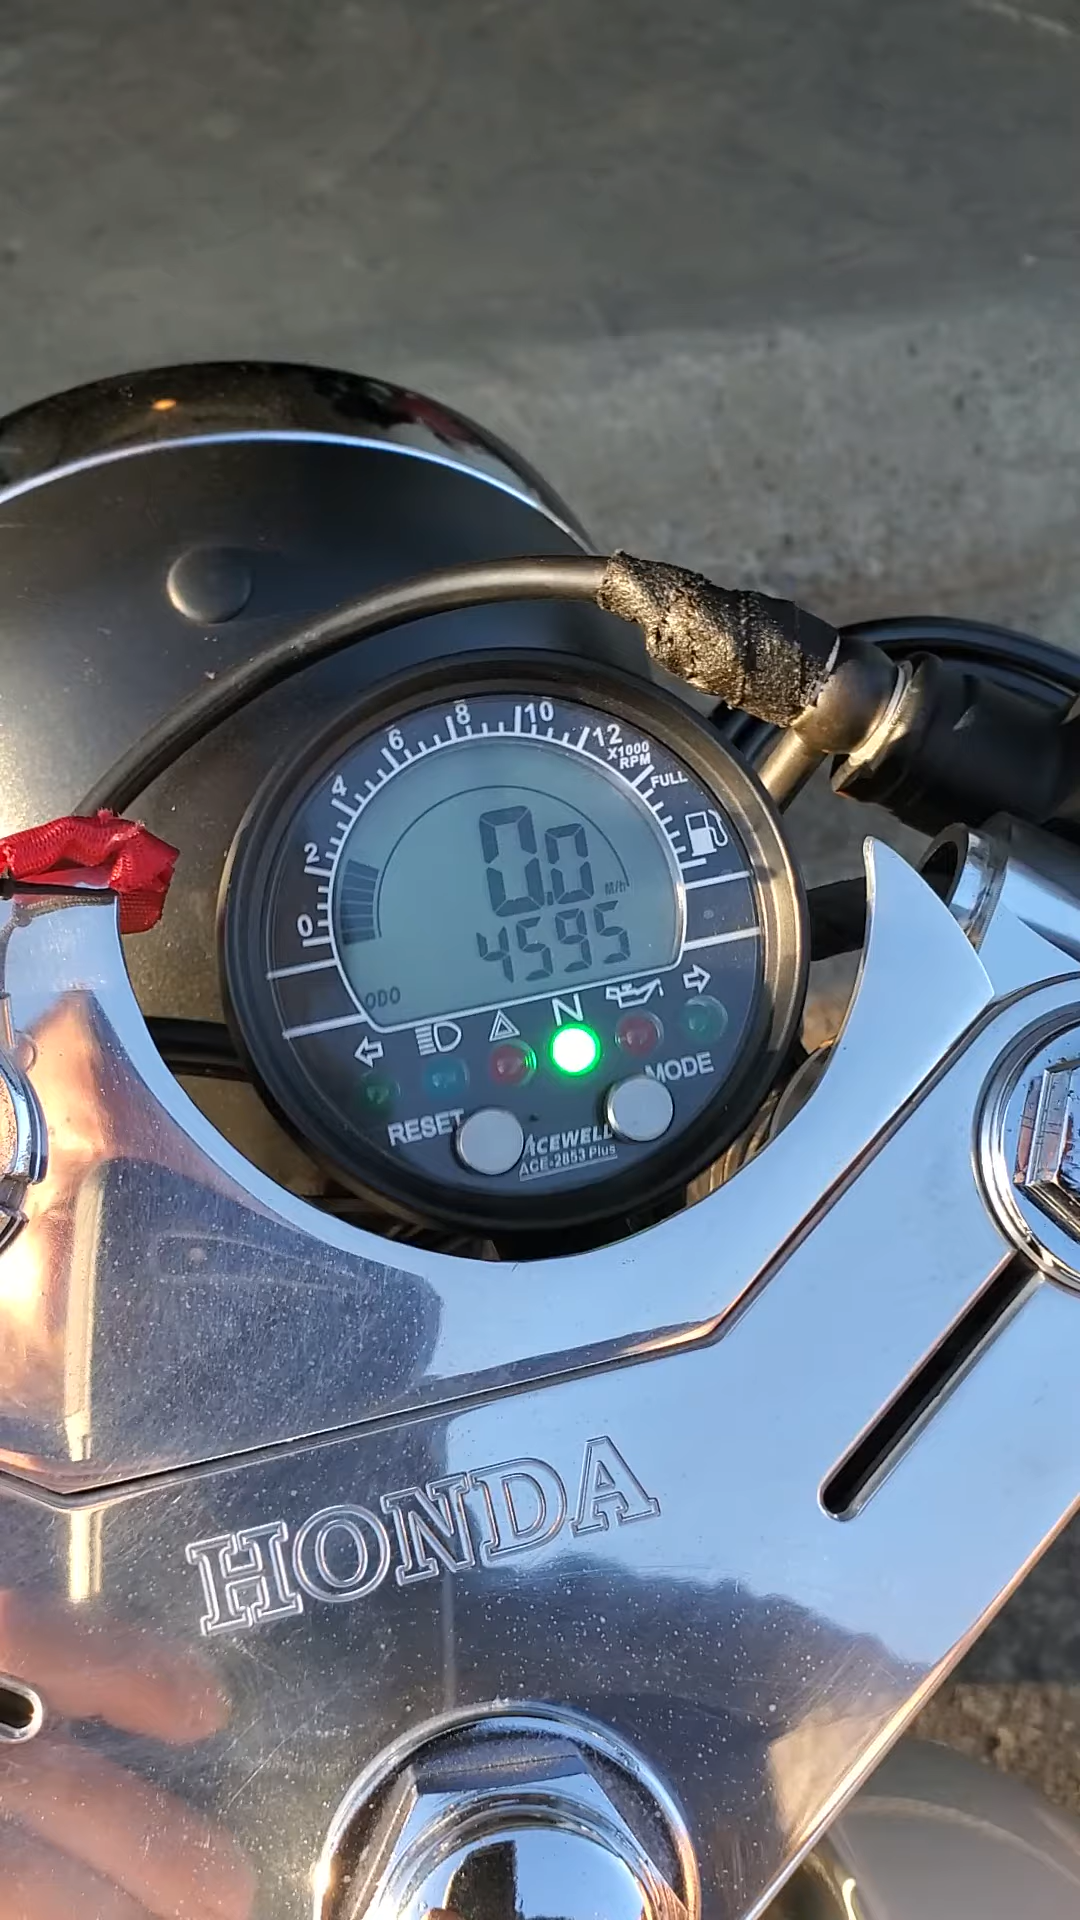 0 2 4 6 8 10 12
X1000
RPM
FULL
0.0 M/h
4595
ODO
N
RESET
MODE
ACEWELL
ACE-2853 Plus
HONDA